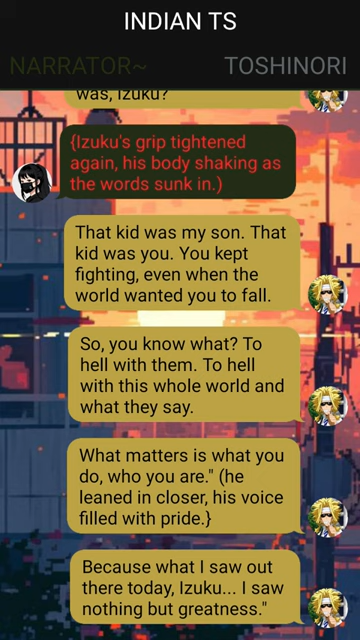 INDIAN TS
NARRATOR~ TOSHINORI
was, Izuku?
{Izuku's grip tightened
again, his body shaking as
the words sunk in.)
That kid was my son. That
kid was you. You kept
fighting, even when the
world wanted you to fall.
So, you know what? To
hell with them. To hell
with this whole world and
what they say.
What matters is what you
do, who you are." (he
leaned in closer, his voice
filled with pride.}
Because what I saw out
there today, Izuku... I saw
nothing but greatness."